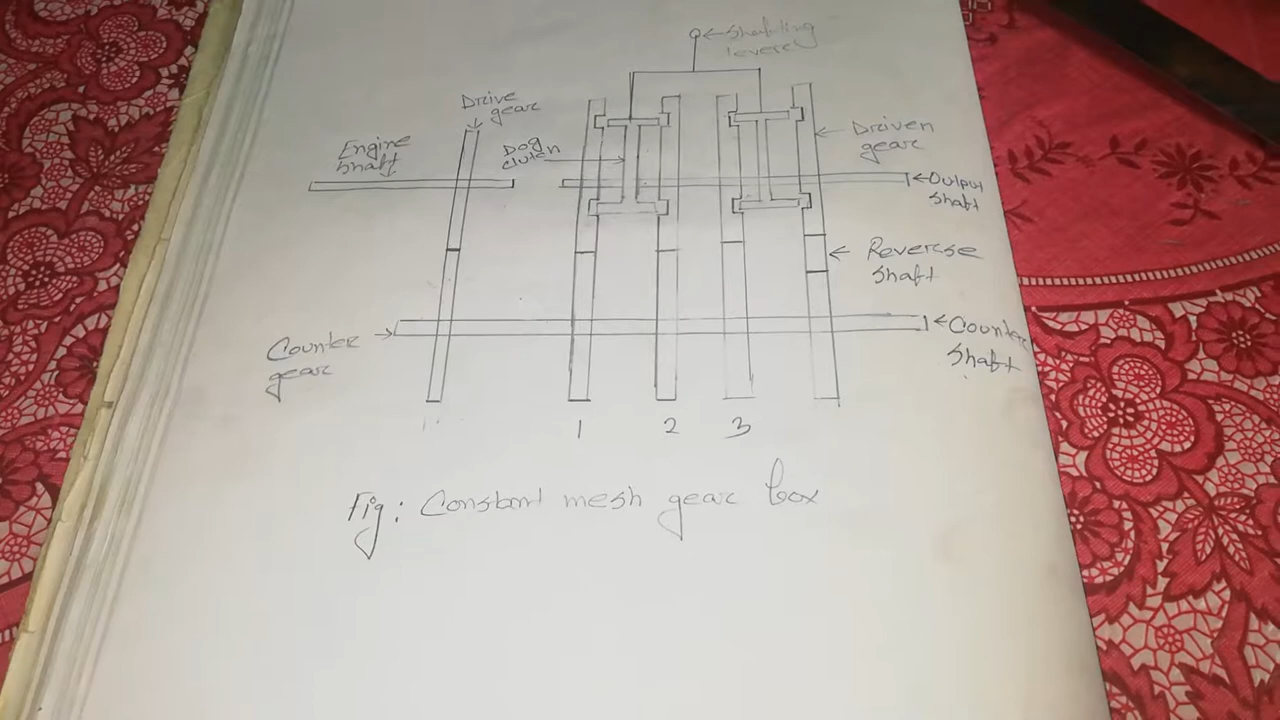 Shifting
lever
Drive
gear
Engine
Shaft
Dog
clutch
Driven
gear
Output
Shaft
Reverse
Shaft
Counter
gear
Counter
Shaft
1 2 3
Fig: Constant mesh gear box